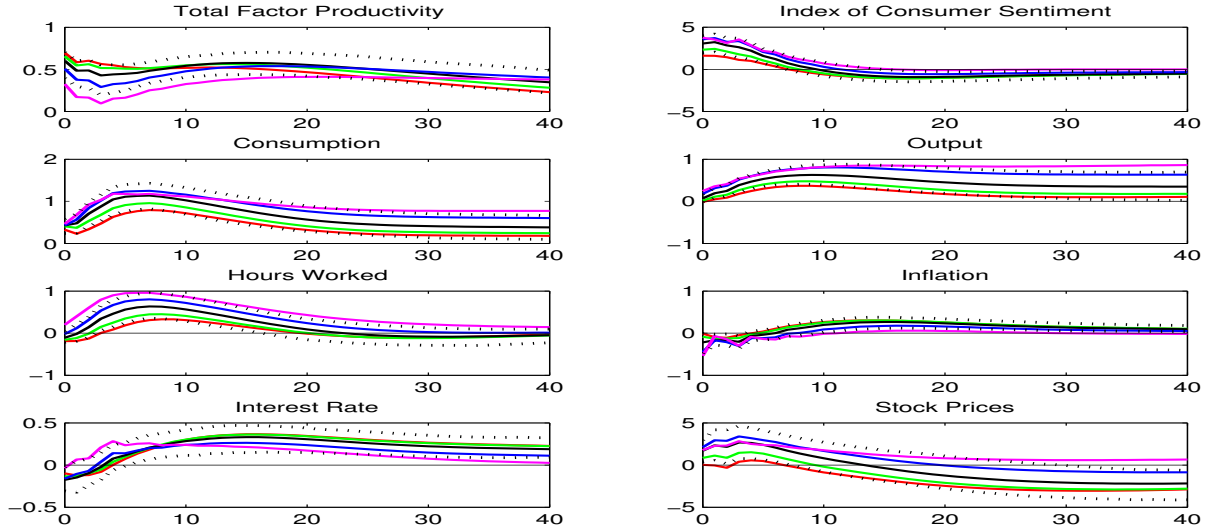 Total Factor Productivity
1
0.5
0
0 10 20 30 40
Index of Consumer Sentiment
5
0
−5
0 10 20 30 40
Consumption
2
1
0
0 10 20 30 40
Output
1
0
−1
0 10 20 30 40
Hours Worked
1
0
−1
0 10 20 30 40
Inflation
1
0
−1
0 10 20 30 40
Interest Rate
0.5
0
−0.5
0 10 20 30 40
Stock Prices
5
0
−5
0 10 20 30 40